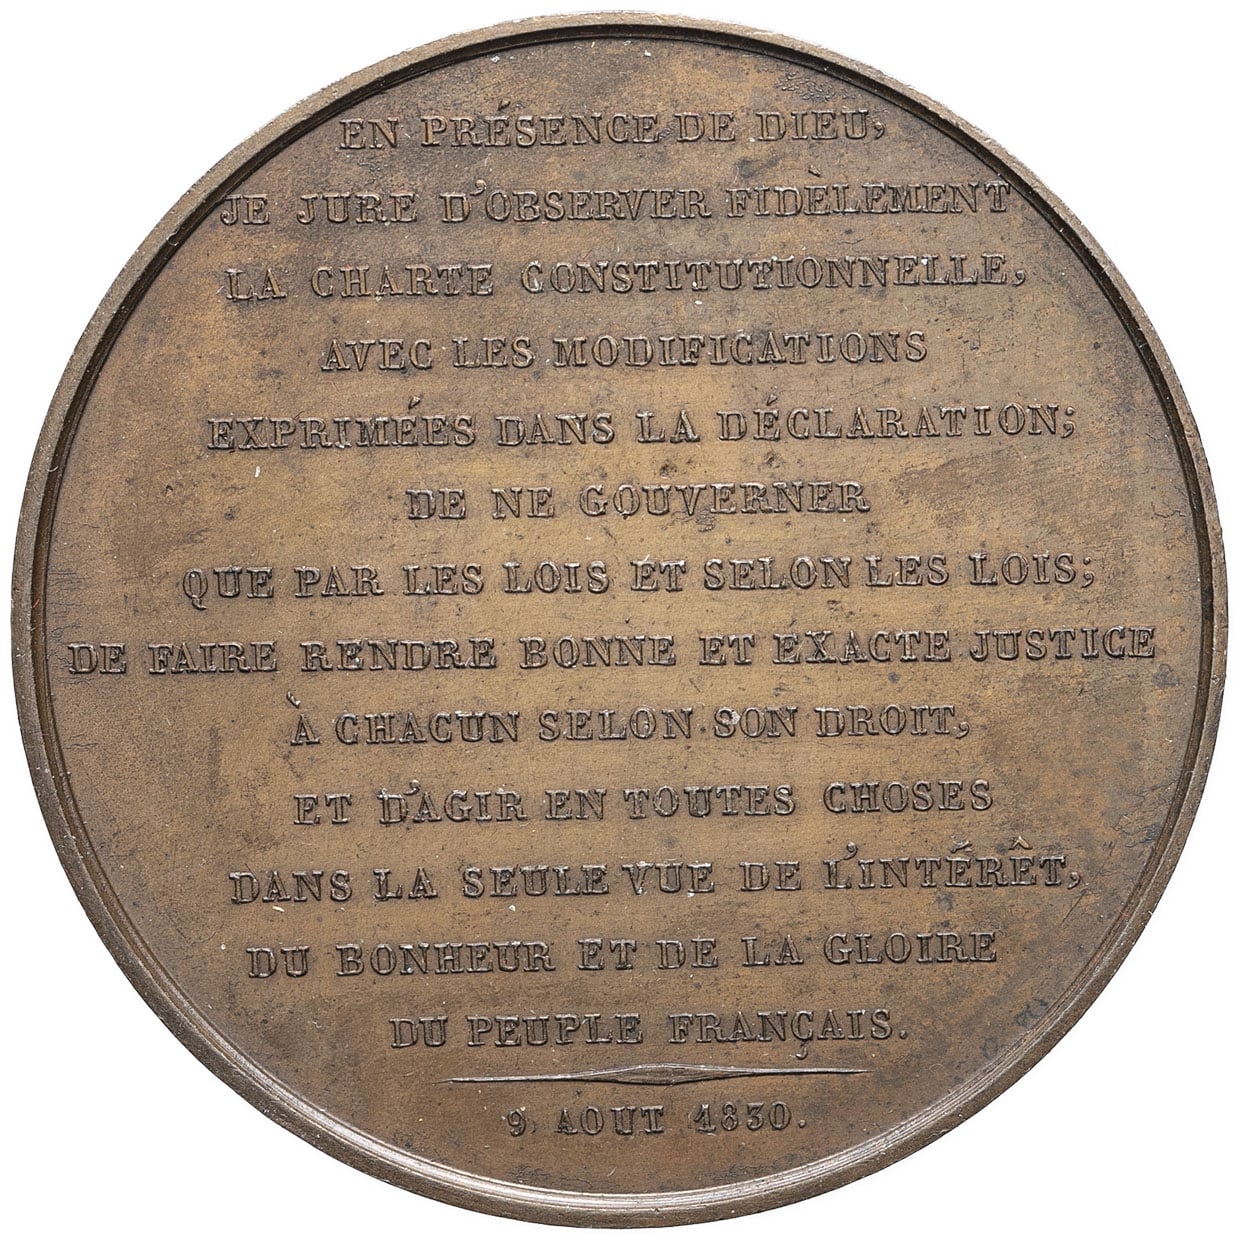 EN PRÉSENCE DE DIEU,
JE JURE D'OBSERVER FIDÈLEMENT
LA CHARTE CONSTITUTIONNELLE,
AVEC LES MODIFICATIONS
EXPRIMÉES DANS LA DÉCLARATION;
DE NE GOUVERNER
QUE PAR LES LOIS ET SELON LES LOIS;
DE FAIRE RENDRE BONNE ET EXACTE JUSTICE
À CHACUN SELON SON DROIT,
ET D'AGIR EN TOUTES CHOSES
DANS LA SEULE VUE DE L'INTÉRÊT,
DU BONHEUR ET DE LA GLOIRE
DU PEUPLE FRANÇAIS.
9 AOUT 1830.